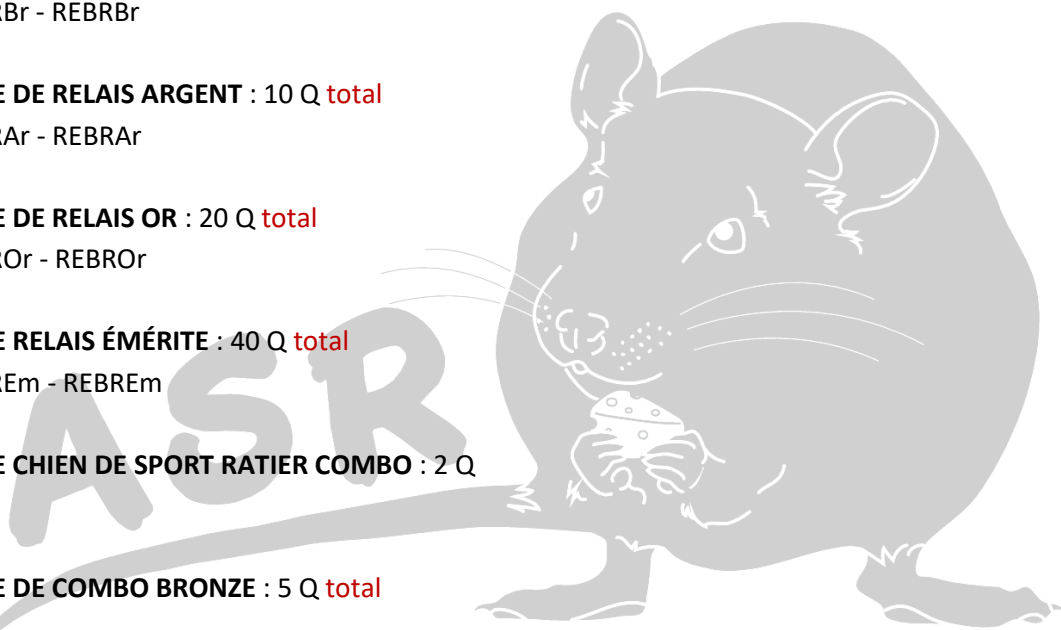 RBr - REBRBr
E DE RELAIS ARGENT : 10 Q total
RAr - REBRAr
E DE RELAIS OR : 20 Q total
ROr - REBROr
E RELAIS ÉMÉRITE : 40 Q total
REm - REBREm
E CHIEN DE SPORT RATIER COMBO : 2 Q
E DE COMBO BRONZE : 5 Q total
ASR